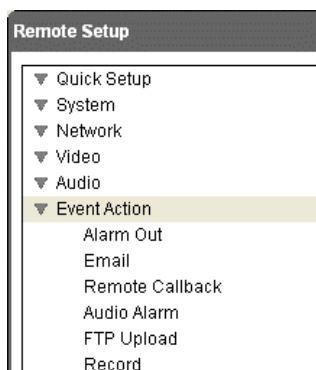 Remote Setup
Quick Setup
System
Network
Video
Audio
Event Action
Alarm Out
Email
Remote Callback
Audio Alarm
FTP Upload
Record